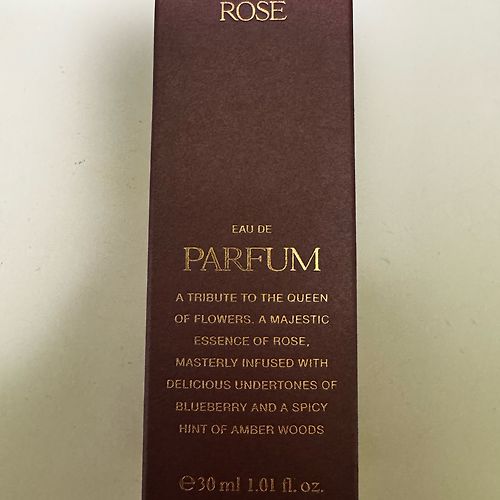 ROSE
EAU DE
PARFUM
A TRIBUTE TO THE QUEEN
OF FLOWERS. A MAJESTIC
ESSENCE OF ROSE,
MASTERLY INFUSED WITH
DELICIOUS UNDERTONES OF
BLUEBERRY AND A SPICY
HINT OF AMBER WOODS
℮30 ml 1.01 fl. oz.